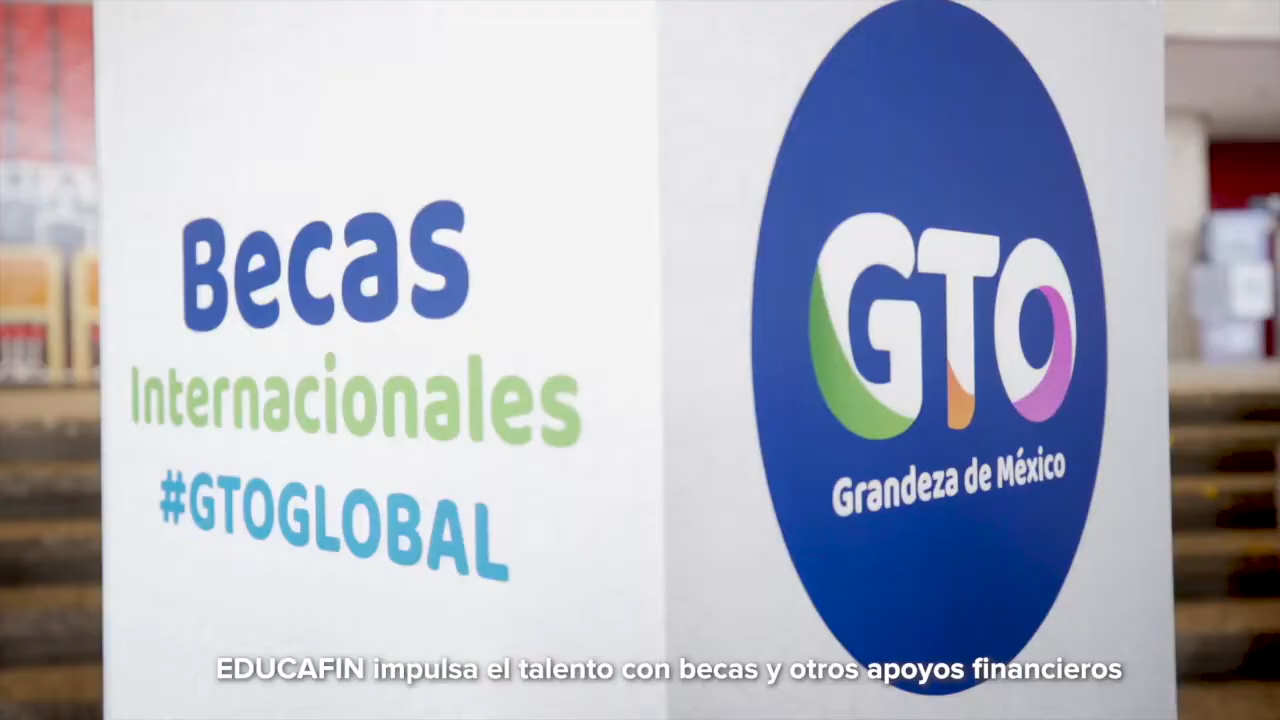 Becas
Internacionales
#GTOGLOBAL
GTO
Grandeza de México
EDUCAFIN impulsa el talento con becas y otros apoyos financieros